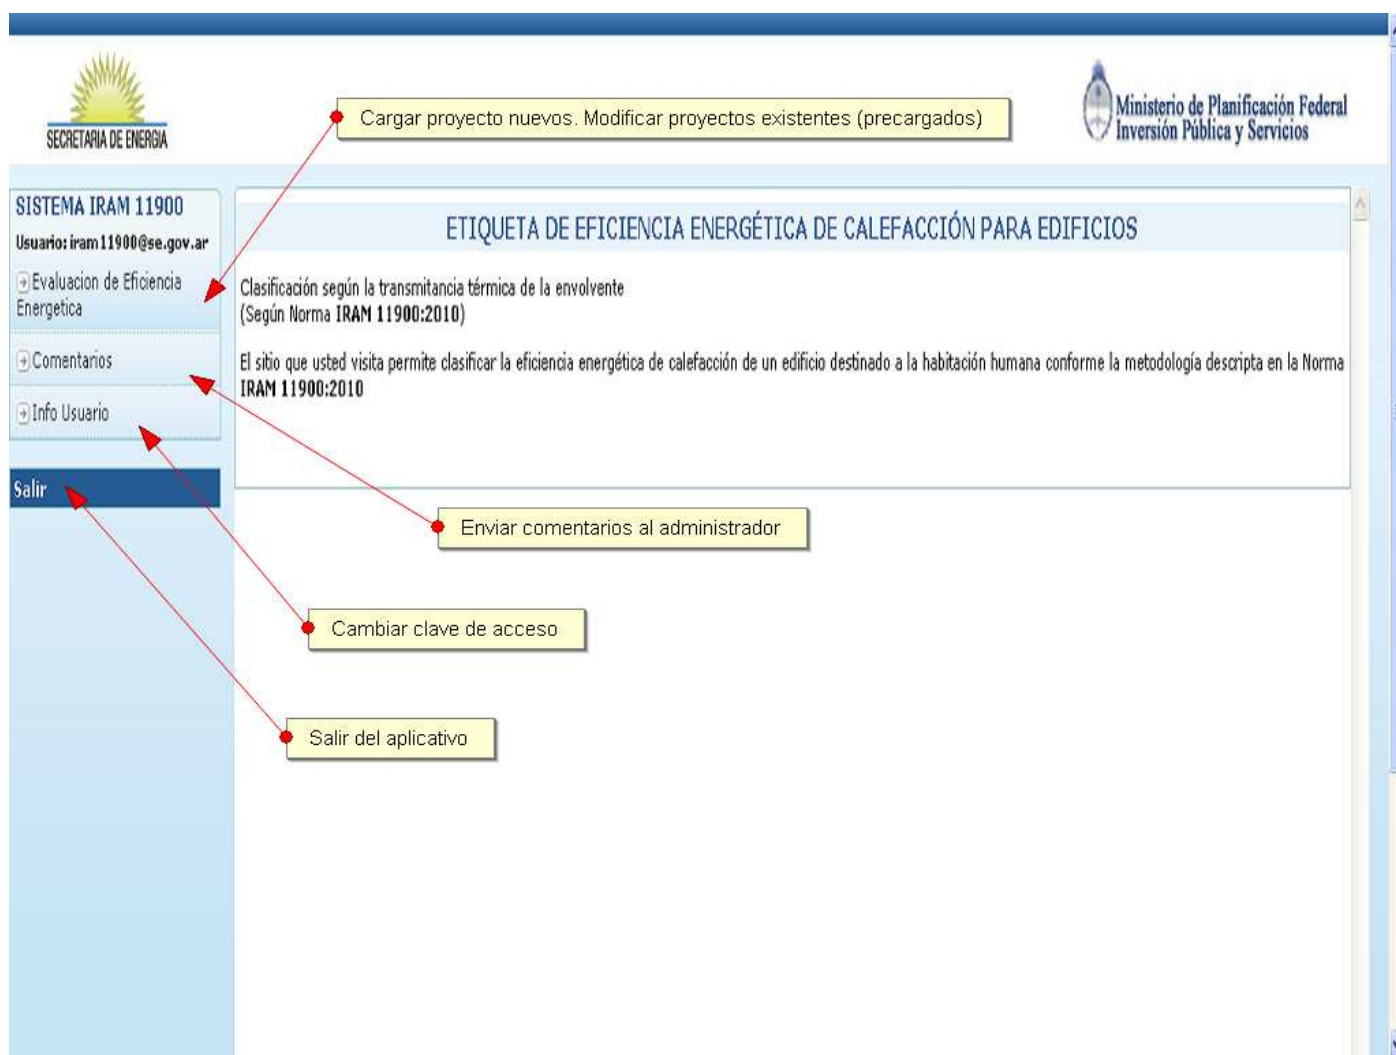 SECRETARIA DE ENERGIA
Cargar proyecto nuevos. Modificar proyectos existentes (precargados)
Ministerio de Planificación Federal
Inversión Pública y Servicios
SISTEMA IRAM 11900
Usuario: iram11900@se.gov.ar
Evaluacion de Eficiencia
Energetica
Comentarios
Info Usuario
Salir
ETIQUETA DE EFICIENCIA ENERGÉTICA DE CALEFACCIÓN PARA EDIFICIOS
Clasificación según la transmitancia térmica de la envolvente
(Según Norma IRAM 11900:2010)
El sitio que usted visita permite clasificar la eficiencia energética de calefacción de un edificio destinado a la habitación humana conforme la metodología descripta en la Norma
IRAM 11900:2010
Enviar comentarios al administrador
Cambiar clave de acceso
Salir del aplicativo